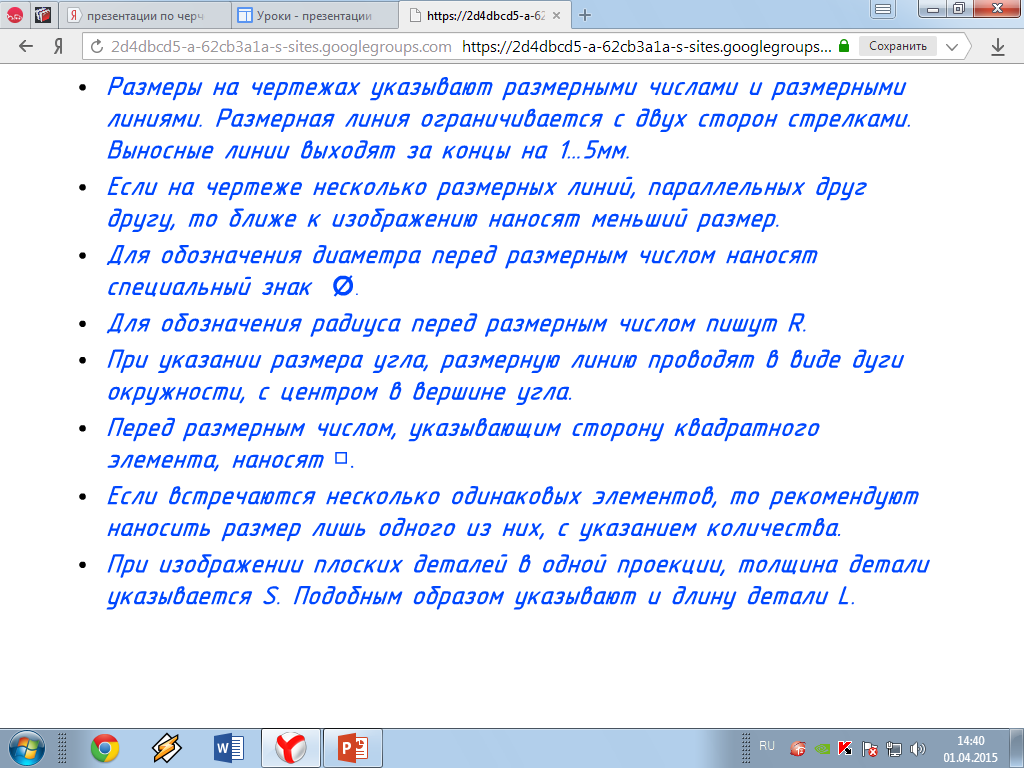 презентации по черч
Уроки - презентации
https://2d4dbcd5-a-62
2d4dbcd5-a-62cb3a1a-s-sites.googlegroups.com https://2d4dbcd5-a-62cb3a1a-s-sites.googlegroups... Сохранить
• Размеры на чертежах указывают размерными числами и размерными
линиями. Размерная линия ограничивается с двух сторон стрелками.
Выносные линии выходят за концы на 1...5мм.
• Если на чертеже несколько размерных линий, параллельных друг
другу, то ближе к изображению наносят меньший размер.
• Для обозначения диаметра перед размерным числом наносят
специальный знак Ø.
• Для обозначения радиуса перед размерным числом пишут R.
• При указании размера угла, размерную линию проводят в виде дуги
окружности, с центром в вершине угла.
• Перед размерным числом, указывающим сторону квадратного
элемента, наносят □.
• Если встречаются несколько одинаковых элементов, то рекомендуют
наносить размер лишь одного из них, с указанием количества.
• При изображении плоских деталей в одной проекции, толщина детали
указывается S. Подобным образом указывают и длину детали L.
RU
14:40
01.04.2015